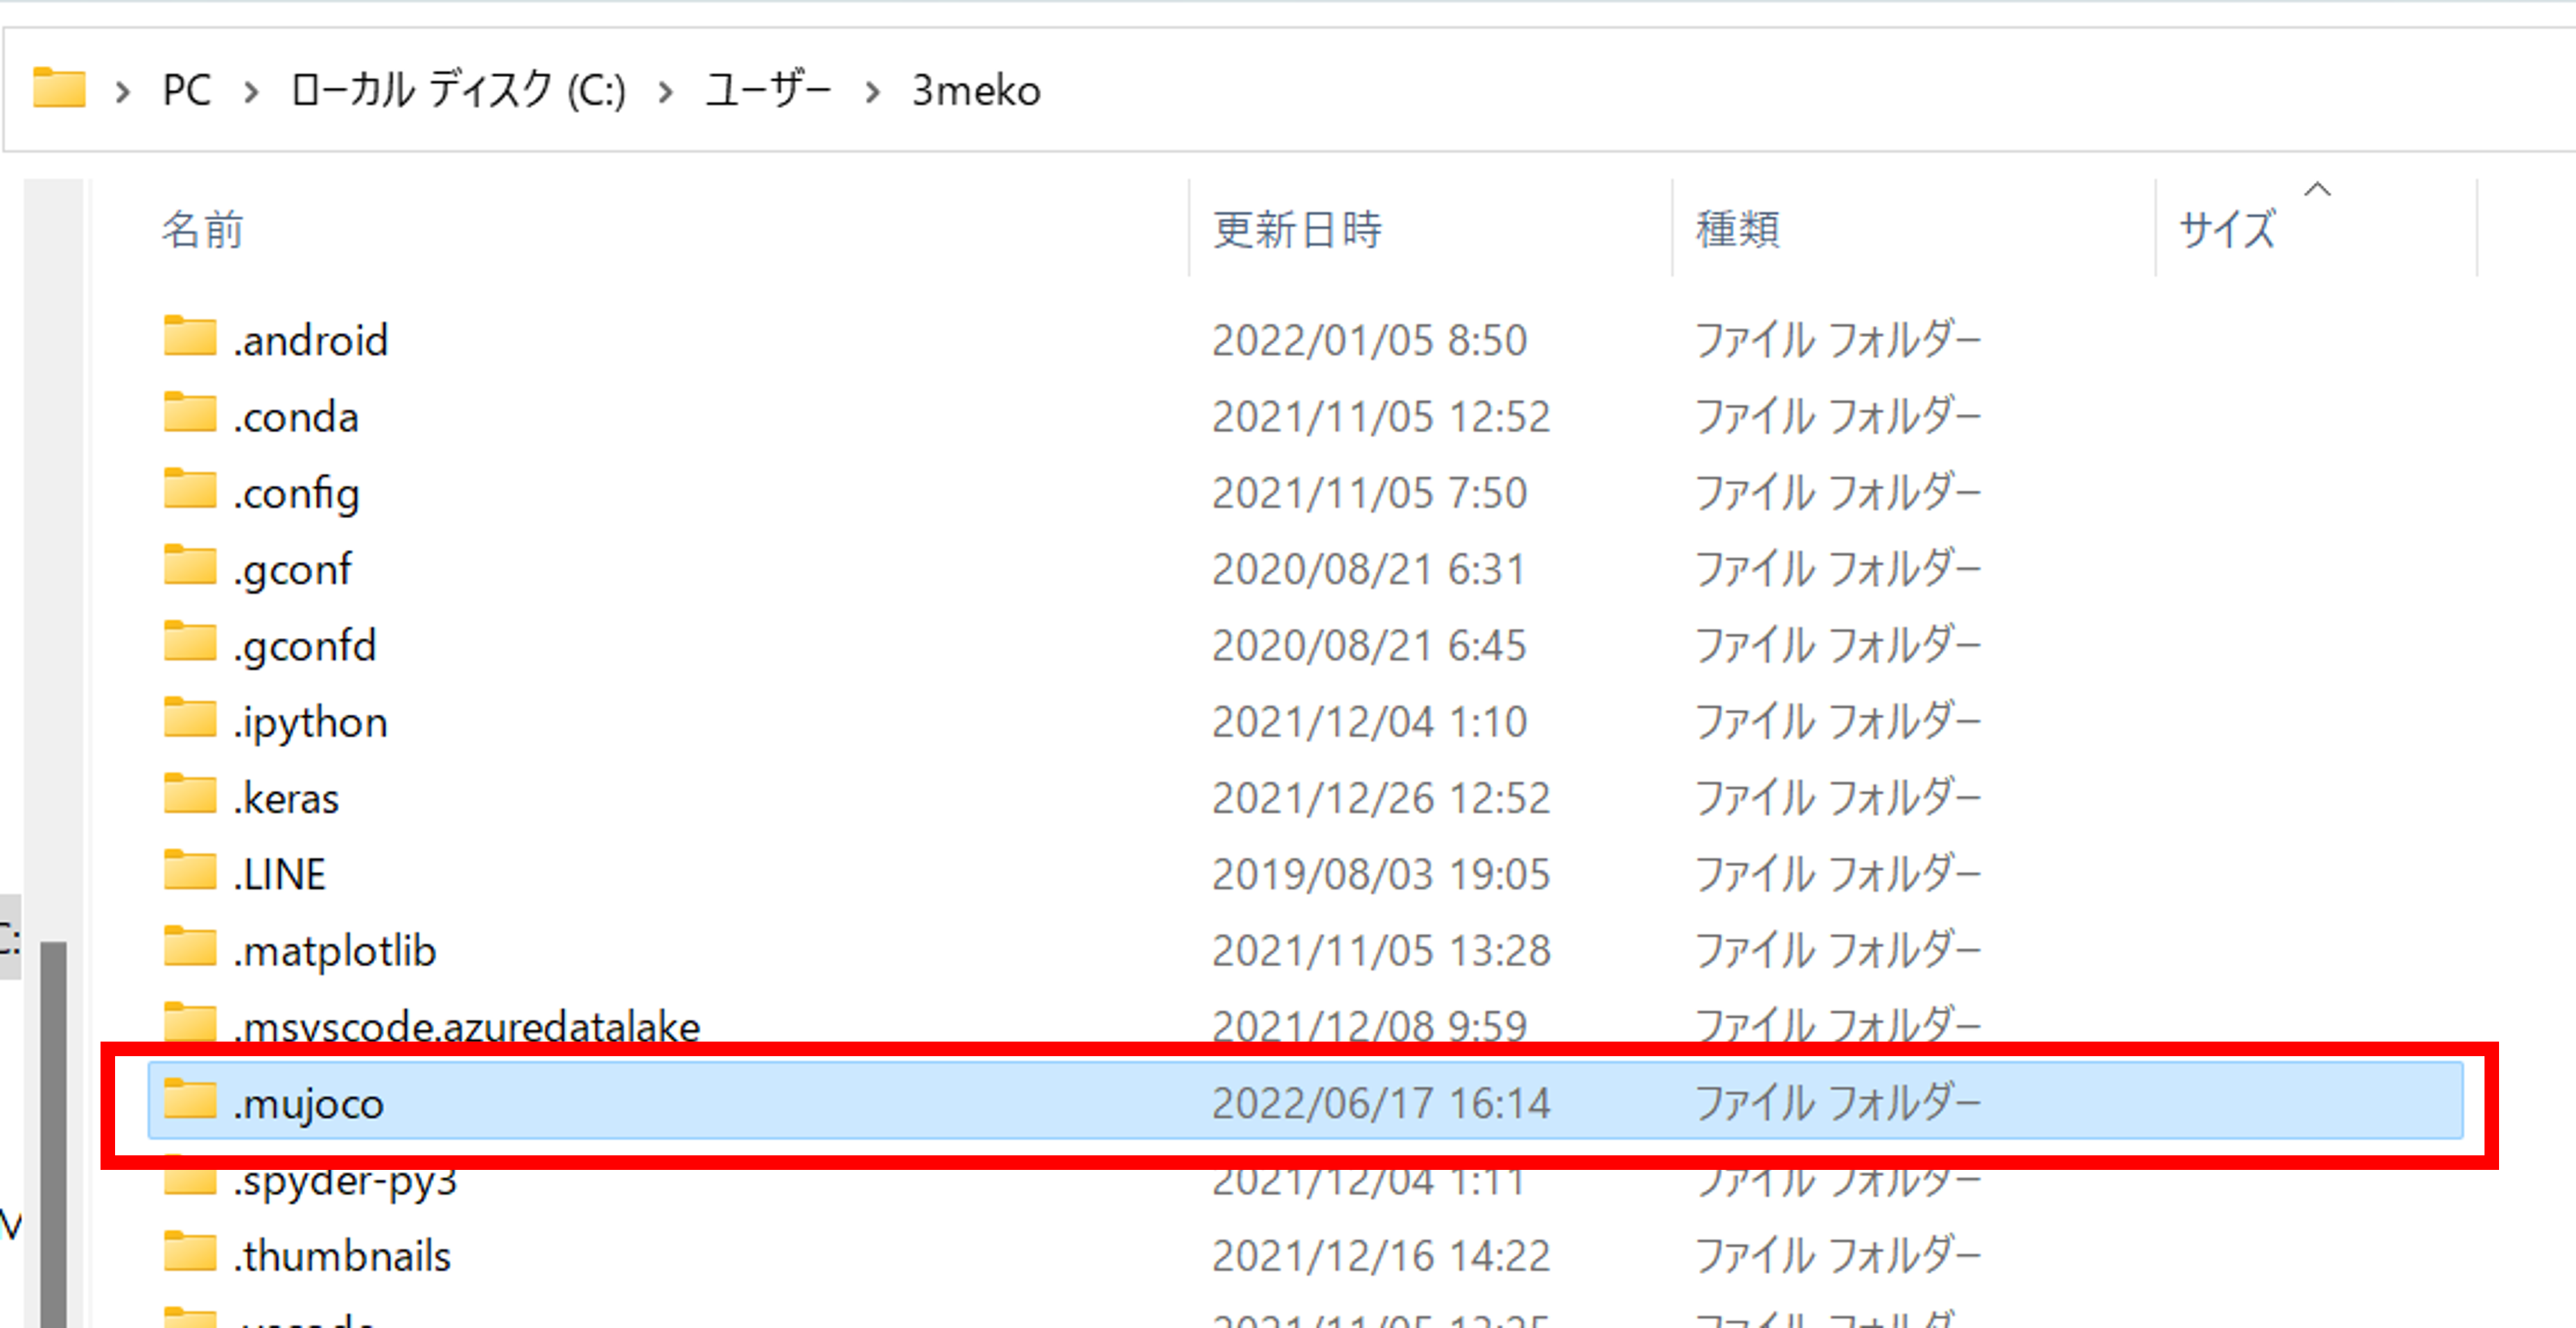 PC ローカル ディスク (C:) ユーザー 3meko
名前 更新日時 種類 サイズ
.android 2022/01/05 8:50 ファイル フォルダー
.conda 2021/11/05 12:52 ファイル フォルダー
.config 2021/11/05 7:50 ファイル フォルダー
.gconf 2020/08/21 6:31 ファイル フォルダー
.gconfd 2020/08/21 6:45 ファイル フォルダー
.ipython 2021/12/04 1:10 ファイル フォルダー
.keras 2021/12/26 12:52 ファイル フォルダー
.LINE 2019/08/03 19:05 ファイル フォルダー
C:
.matplotlib 2021/11/05 13:28 ファイル フォルダー
.msvscode.azuredatalake 2021/12/08 9:59 ファイル フォルダー
.mujoco 2022/06/17 16:14 ファイル フォルダー
.spyder-py3 2021/12/04 1:11 ファイル フォルダー
.thumbnails 2021/12/16 14:22 ファイル フォルダー